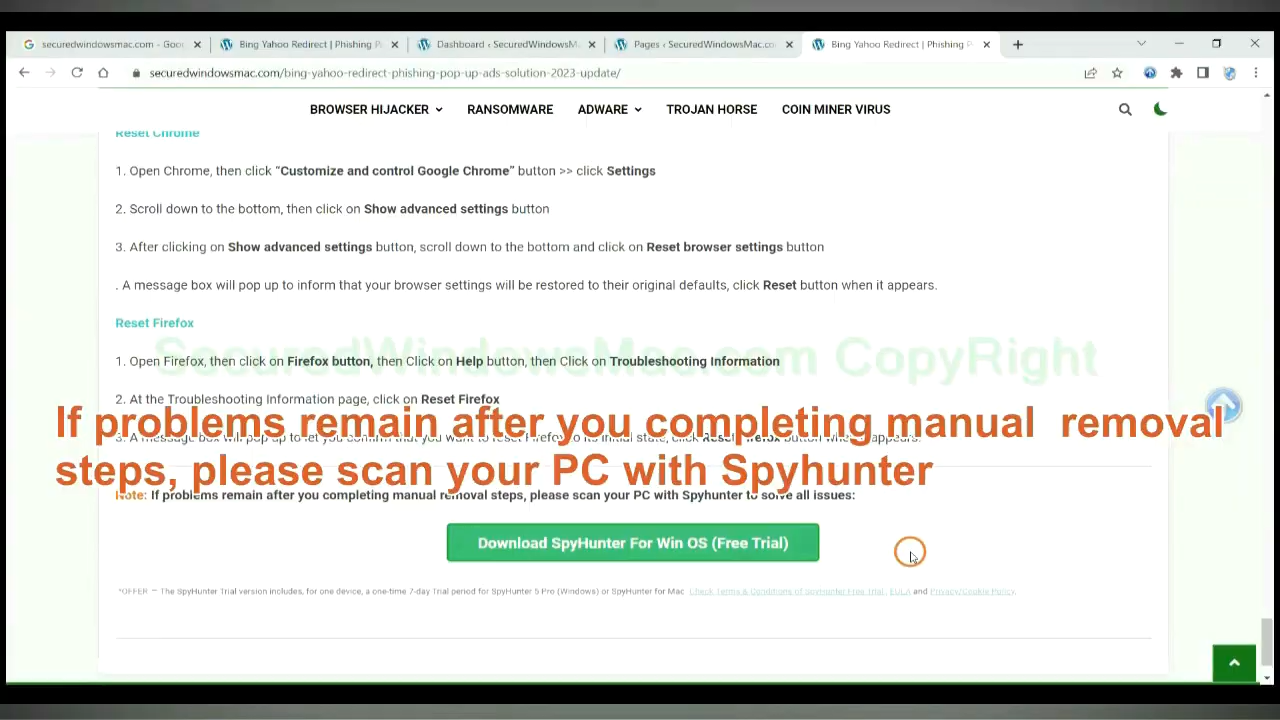 securedwindowsmac.com - Goo
Bing Yahoo Redirect | Phishing P
Dashboard ‹ SecuredWindowsM
Pages ‹ SecuredWindowsMac.co
Bing Yahoo Redirect | Phishing P
securedwindowsmac.com/bing-yahoo-redirect-phishing-pop-up-ads-solution-2023-update/
BROWSER HIJACKER RANSOMWARE ADWARE TROJAN HORSE COIN MINER VIRUS
Reset Chrome
1. Open Chrome, then click “Customize and control Google Chrome” button >> click Settings
2. Scroll down to the bottom, then click on Show advanced settings button
3. After clicking on Show advanced settings button, scroll down to the bottom and click on Reset browser settings button
. A message box will pop up to inform that your browser settings will be restored to their original defaults, click Reset button when it appears.
Reset Firefox
SecuredWindowsMac.com CopyRight
1. Open Firefox, then click on Firefox button, then Click on Help button, then Click on Troubleshooting Information
2. At the Troubleshooting Information page, click on Reset Firefox
If problems remain after you completing manual removal
3. A message box will pop up to let you confirm that you want to reset Firefox to its initial state, click Reset Firefox button when it appears.
steps, please scan your PC with Spyhunter
Note: If problems remain after you completing manual removal steps, please scan your PC with Spyhunter to solve all issues:
Download SpyHunter For Win OS (Free Trial)
*OFFER – The SpyHunter Trial version includes, for one device, a one-time 7-day Trial period for SpyHunter 5 Pro (Windows) or SpyHunter for Mac. Check Terms & Conditions of SpyHunter Free Trial, EULA and Privacy/Cookie Policy.